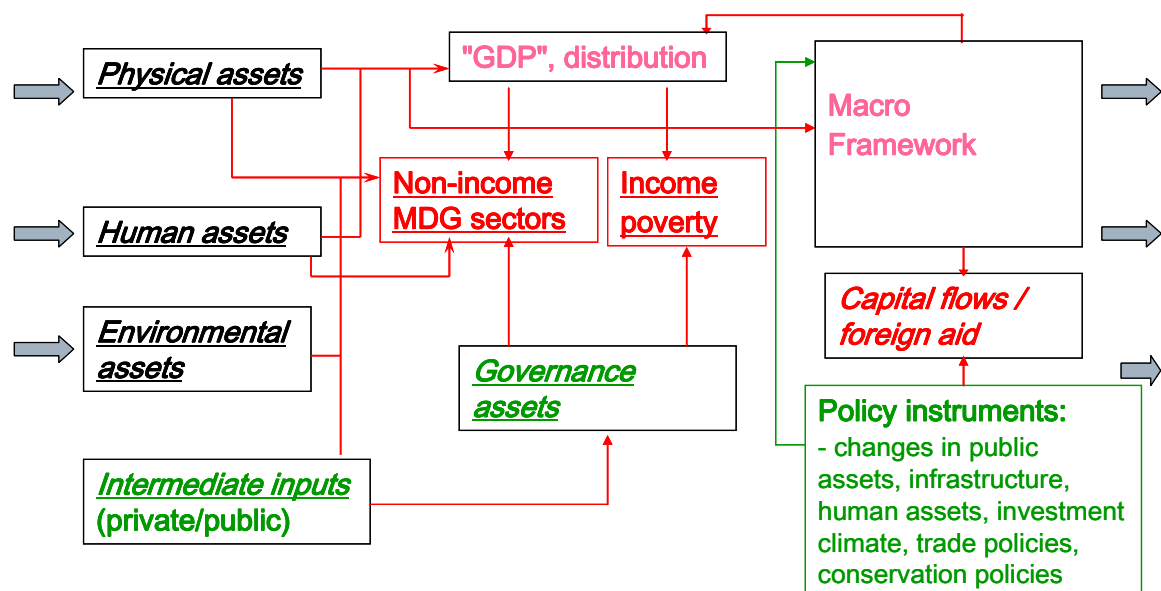 Physical assets
"GDP", distribution
Macro
Framework
Non-income
MDG sectors
Income
poverty
Human assets
Environmental
assets
Capital flows /
foreign aid
Governance
assets
Intermediate inputs
(private/public)
Policy instruments:
- changes in public
assets, infrastructure,
human assets, investment
climate, trade policies,
conservation policies